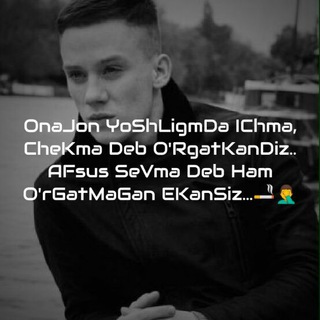 OnaJon YoShLigmDa IChma,
CheKma Deb O'RgatKanDiz..
AFsus SeVma Deb Ham
O'rGatMaGan EKanSiz...🚬🤦‍♂️